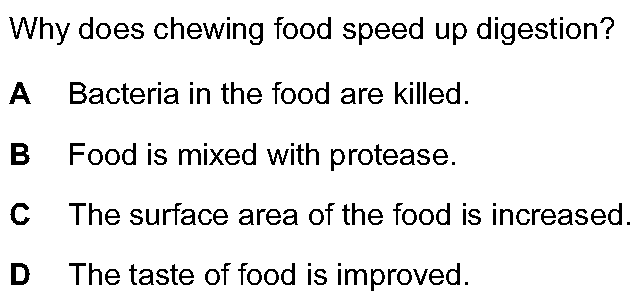 Why does chewing food speed up digestion?
A Bacteria in the food are killed.
B Food is mixed with protease.
C The surface area of the food is increased.
D The taste of food is improved.